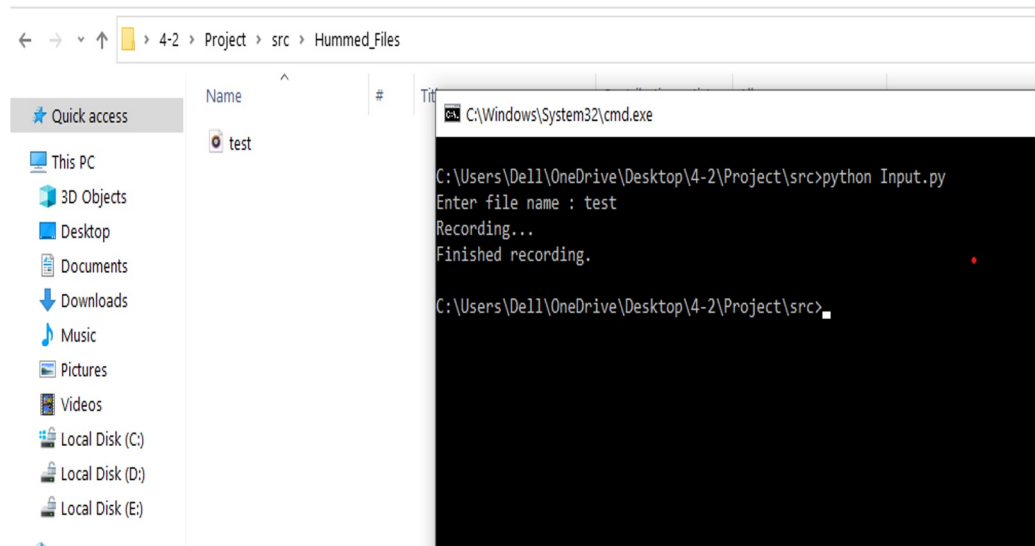 4-2 > Project > src > Hummed_Files
Name # Tit
Quick access
test
This PC
3D Objects
Desktop
Documents
Downloads
Music
Pictures
Videos
Local Disk (C:)
Local Disk (D:)
Local Disk (E:)
C:\Windows\System32\cmd.exe
C:\Users\Dell\OneDrive\Desktop\4-2\Project\src>python Input.py
Enter file name : test
Recording...
Finished recording.
C:\Users\Dell\OneDrive\Desktop\4-2\Project\src>